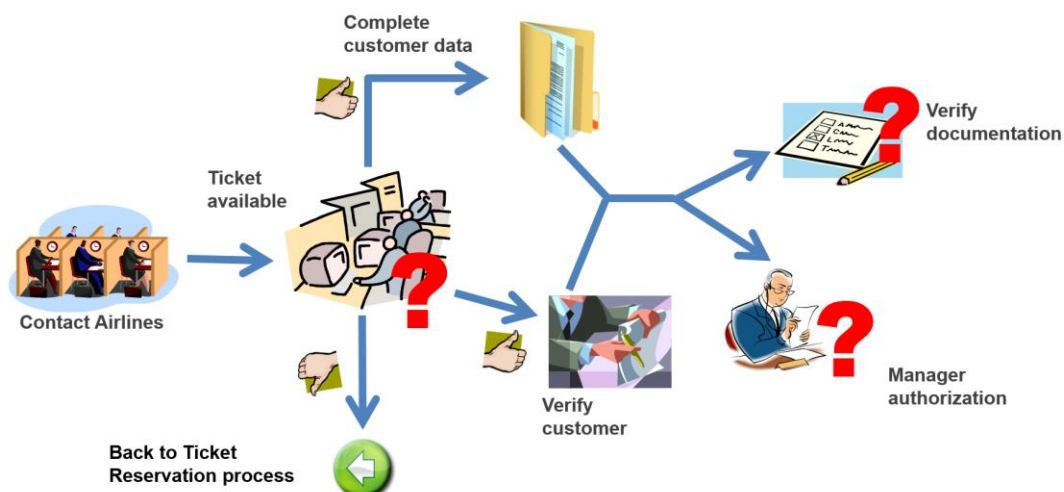 Complete
customer data
Verify
documentation
Ticket
available
Contact Airlines
Manager
authorization
Verify
customer
Back to Ticket
Reservation process